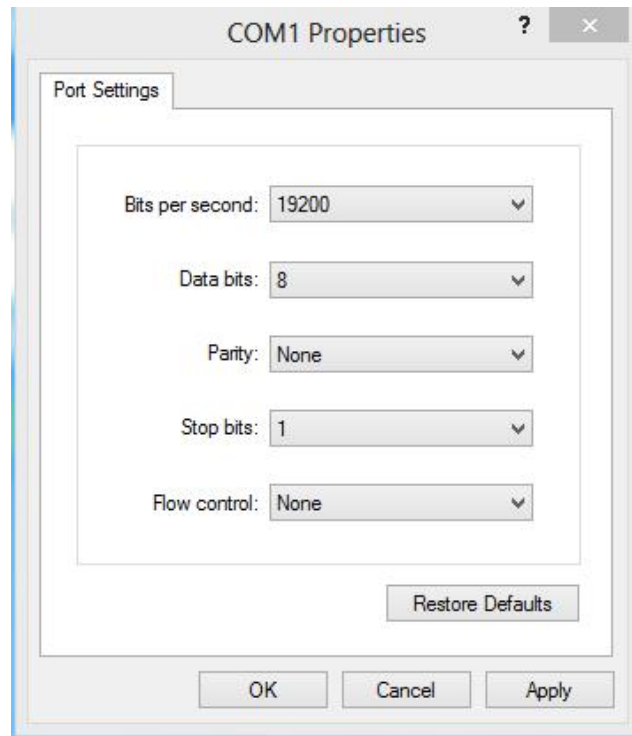 COM1 Properties
?
×
Port Settings
Bits per second: 19200
Data bits: 8
Parity: None
Stop bits: 1
Flow control: None
Restore Defaults
OK Cancel Apply